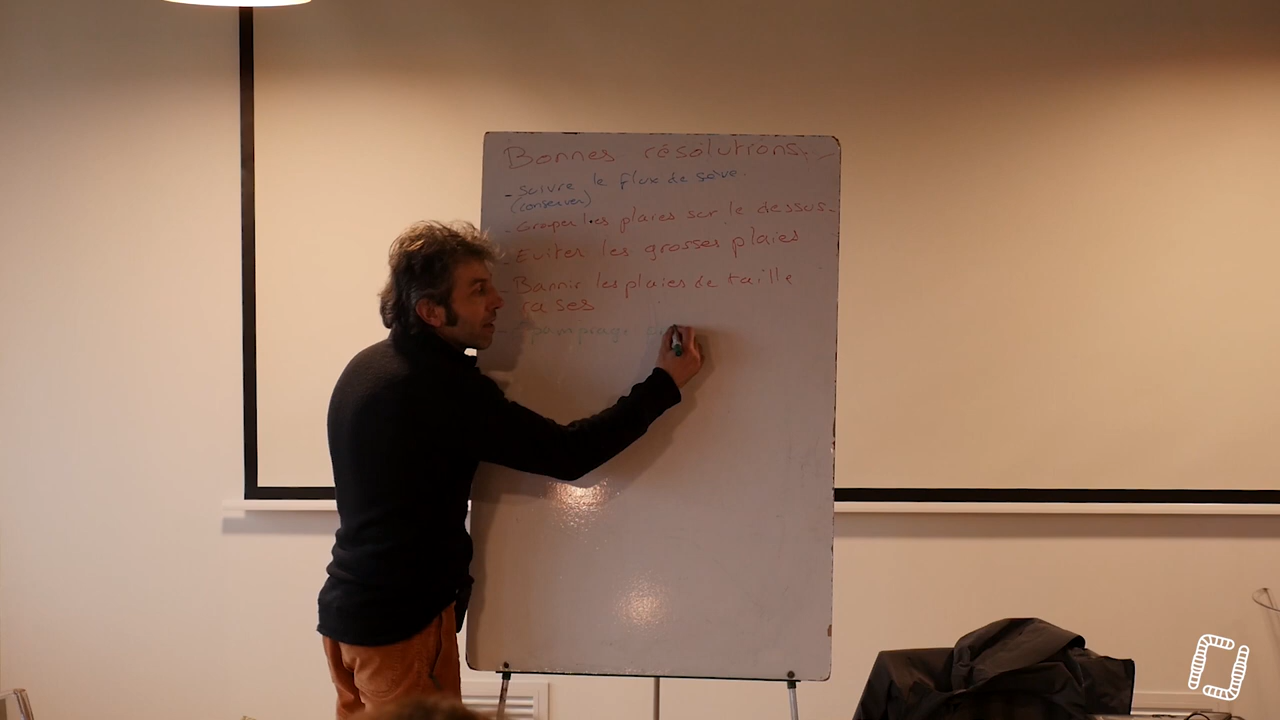 Bonnes résolutions.
- suivre le flux de sève.
(conserver)
- Grouper les plaies sur le dessus.
- Eviter les grosses plaies
- Bannir les plaies de taille
rases
- Epamprage